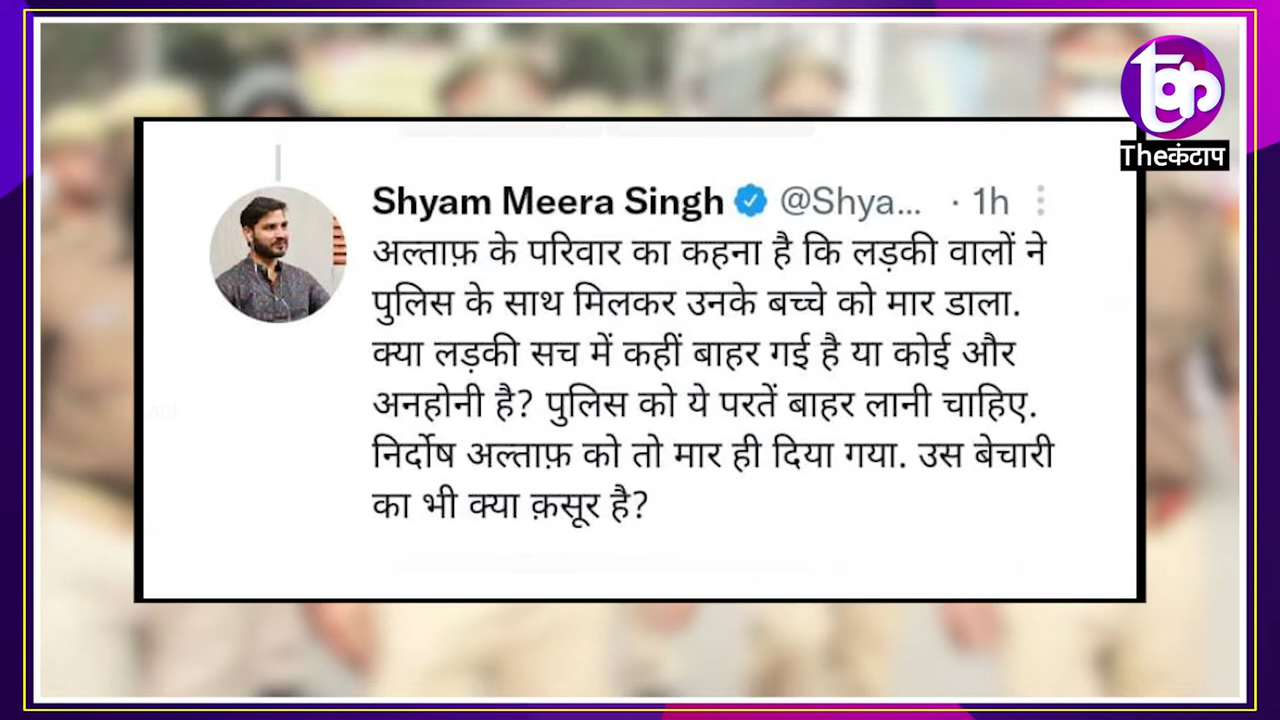 तक
Theकंटाप
Shyam Meera Singh @Shya... · 1h
अल्ताफ़ के परिवार का कहना है कि लड़की वालों ने
पुलिस के साथ मिलकर उनके बच्चे को मार डाला.
क्या लड़की सच में कहीं बाहर गई है या कोई और
अनहोनी है? पुलिस को ये परतें बाहर लानी चाहिए.
निर्दोष अल्ताफ़ को तो मार ही दिया गया. उस बेचारी
का भी क्या क़सूर है?